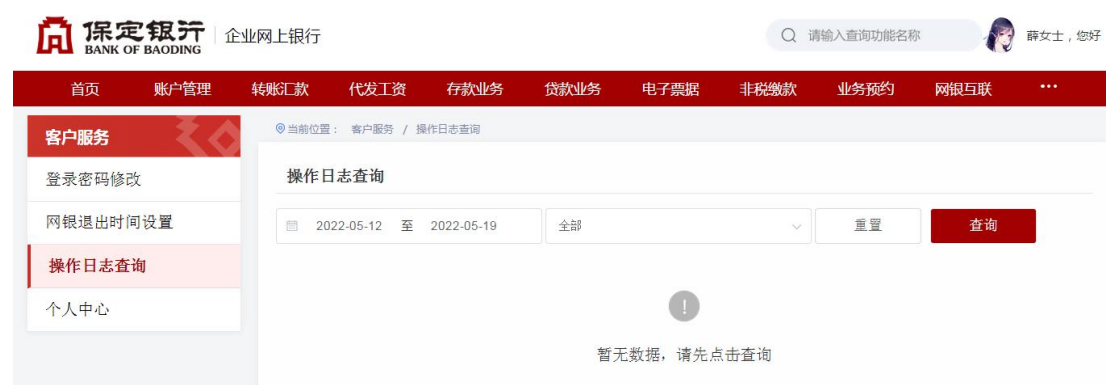 保定银行
BANK OF BAODING
企业网上银行
请输入查询功能名称
薛女士，您好
首页 账户管理 转账汇款 代发工资 存款业务 贷款业务 电子票据 非税缴款 业务预约 网银互联 •••
客户服务
登录密码修改
网银退出时间设置
操作日志查询
个人中心
当前位置： 客户服务 / 操作日志查询
操作日志查询
2022-05-12 至 2022-05-19 全部 重置 查询
暂无数据，请先点击查询